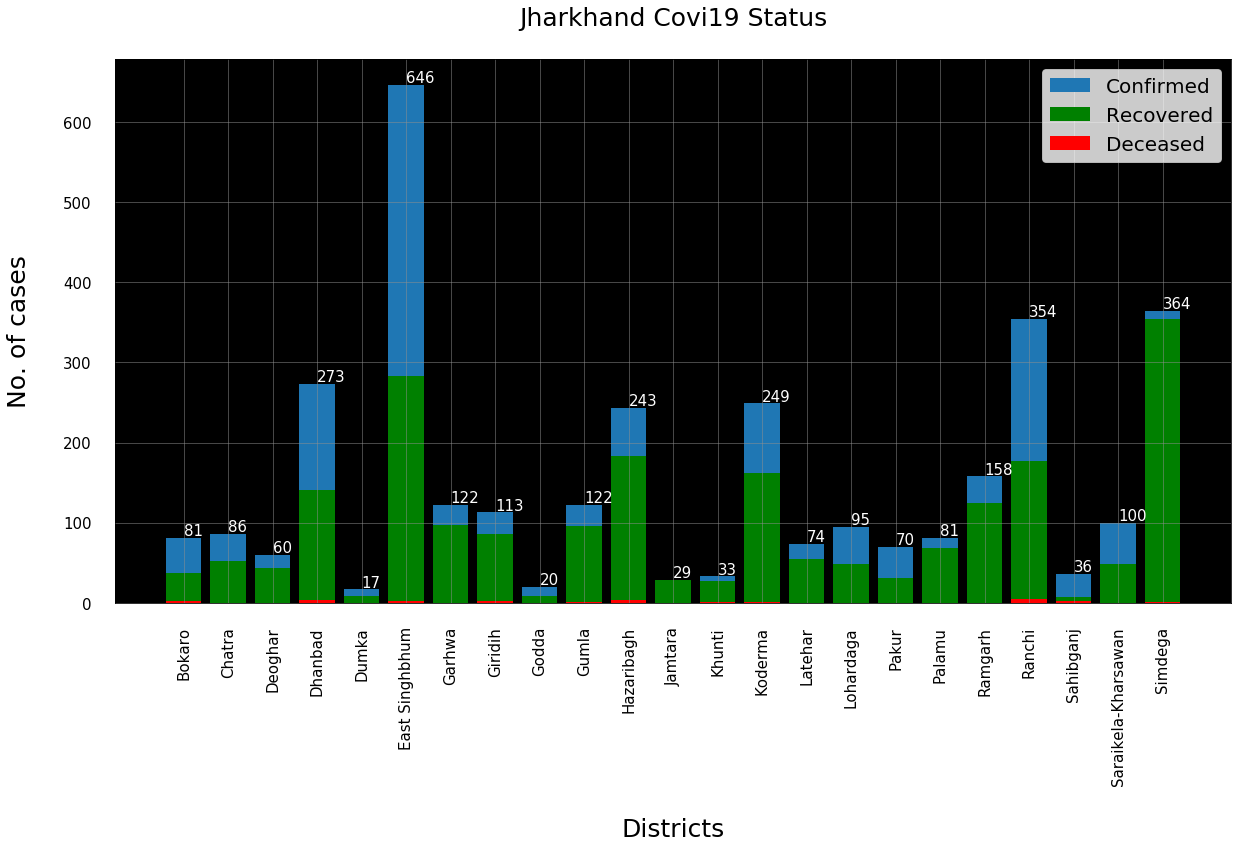 Jharkhand Covi19 Status
No. of cases
600
500
400
300
200
100
0
Confirmed
Recovered
Deceased
81
86
60
273
17
646
122
113
20
122
243
29
33
249
74
95
70
81
158
354
36
100
364
Bokaro
Chatra
Deoghar
Dhanbad
Dumka
East Singhbhum
Garhwa
Giridih
Godda
Gumla
Hazaribagh
Jamtara
Khunti
Koderma
Latehar
Lohardaga
Pakur
Palamu
Ramgarh
Ranchi
Sahibganj
Saraikela-Kharsawan
Simdega
Districts